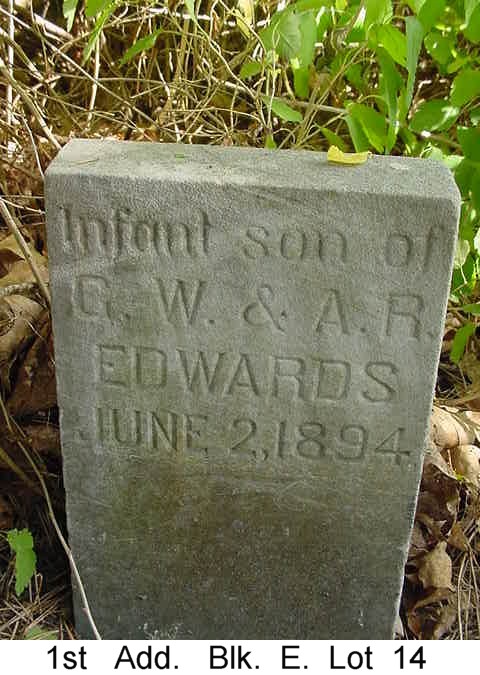 Infant son of
G. W. & A. R.
EDWARDS
JUNE 2, 1894.
1st Add. Blk. E. Lot 14